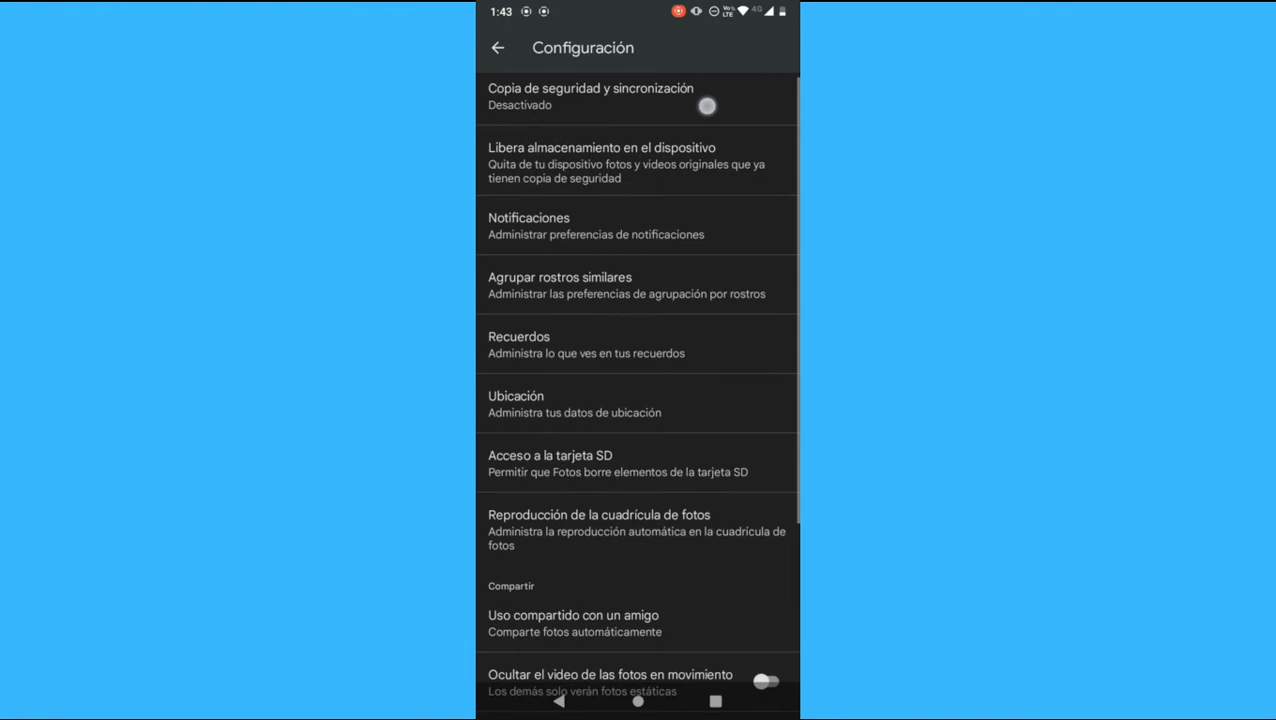 1:43
VoD LTE
4G
Configuración
Copia de seguridad y sincronización
Desactivado
Libera almacenamiento en el dispositivo
Quita de tu dispositivo fotos y videos originales que ya
tienen copia de seguridad
Notificaciones
Administrar preferencias de notificaciones
Agrupar rostros similares
Administrar las preferencias de agrupación por rostros
Recuerdos
Administra lo que ves en tus recuerdos
Ubicación
Administra tus datos de ubicación
Acceso a la tarjeta SD
Permitir que Fotos borre elementos de la tarjeta SD
Reproducción de la cuadrícula de fotos
Administra la reproducción automática en la cuadrícula de
fotos
Compartir
Uso compartido con un amigo
Comparte fotos automáticamente
Ocultar el video de las fotos en movimiento
Los demás solo verán fotos estáticas